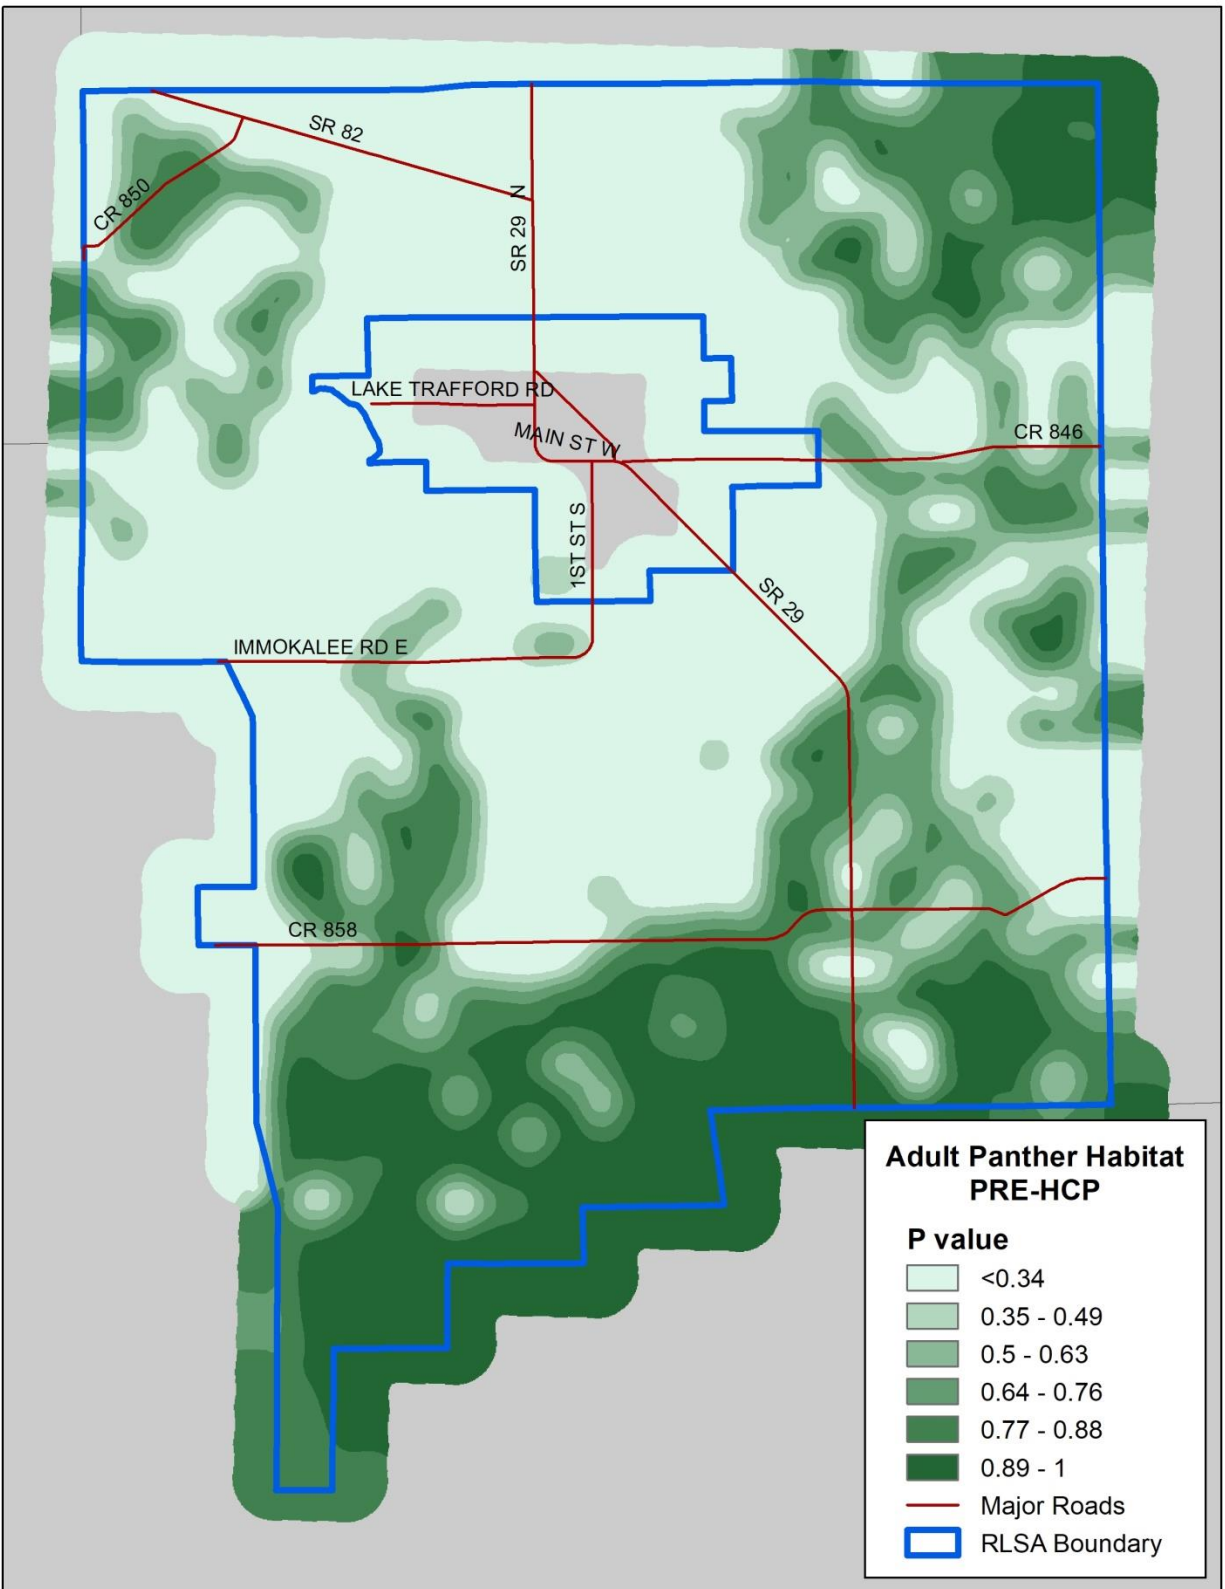 SR 82
CR 850
SR 29 N
LAKE TRAFFORD RD
MAIN ST W
CR 846
1ST ST S
SR 29
IMMOKALEE RD E
CR 858
Adult Panther Habitat
PRE-HCP
P value
<0.34
0.35 - 0.49
0.5 - 0.63
0.64 - 0.76
0.77 - 0.88
0.89 - 1
Major Roads
RLSA Boundary